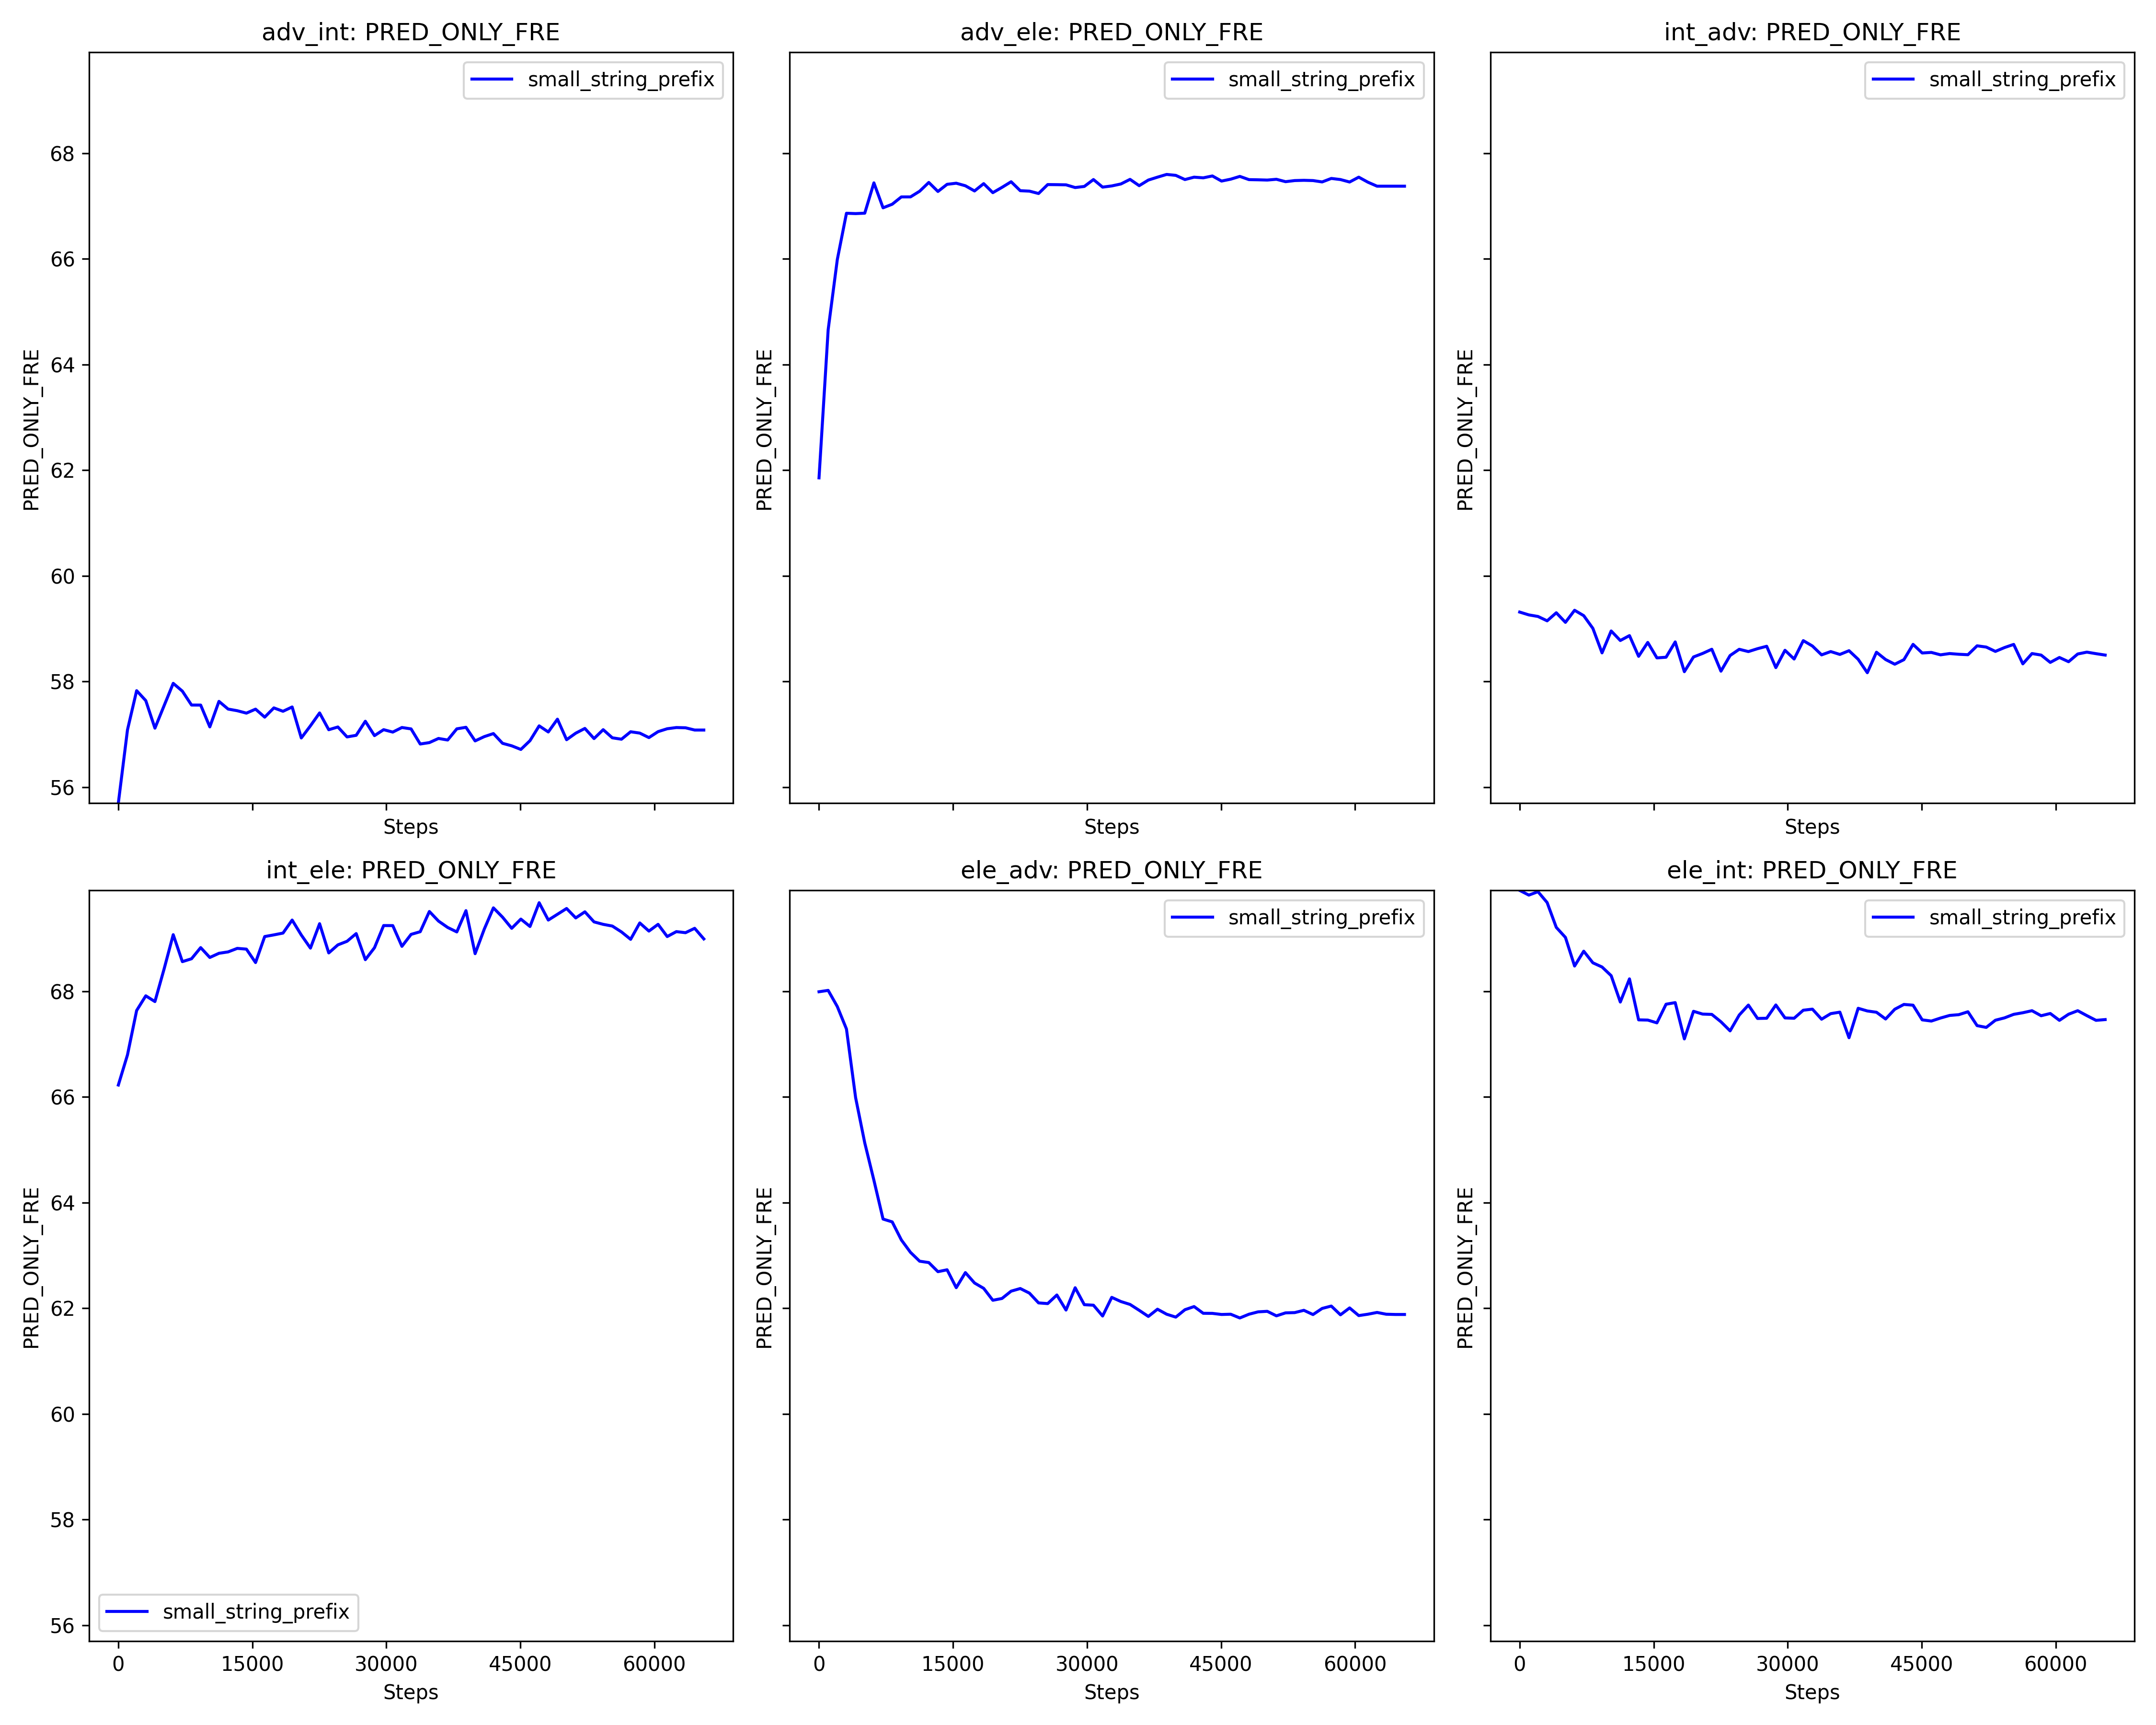 adv_int: PRED_ONLY_FRE
adv_ele: PRED_ONLY_FRE
int_adv: PRED_ONLY_FRE
small_string_prefix
small_string_prefix
small_string_prefix
68
66
64
62
60
58
56
PRED_ONLY_FRE
PRED_ONLY_FRE
PRED_ONLY_FRE
Steps
Steps
Steps
int_ele: PRED_ONLY_FRE
ele_adv: PRED_ONLY_FRE
ele_int: PRED_ONLY_FRE
small_string_prefix
small_string_prefix
68
66
64
62
60
58
56
PRED_ONLY_FRE
PRED_ONLY_FRE
PRED_ONLY_FRE
small_string_prefix
0 15000 30000 45000 60000
0 15000 30000 45000 60000
0 15000 30000 45000 60000
Steps
Steps
Steps